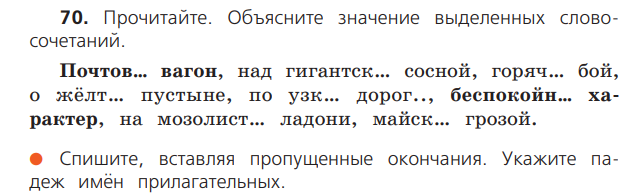 70. Прочитайте. Объясните значение выделенных слово-
сочетаний.
Почтов... вагон, над гигантск... сосной, горяч... бой,
о жёлт... пустыне, по узк... дорог.., беспокойн... ха-
рактер, на мозолист... ладони, майск... грозой.
Спишите, вставляя пропущенные окончания. Укажите па-
деж имён прилагательных.